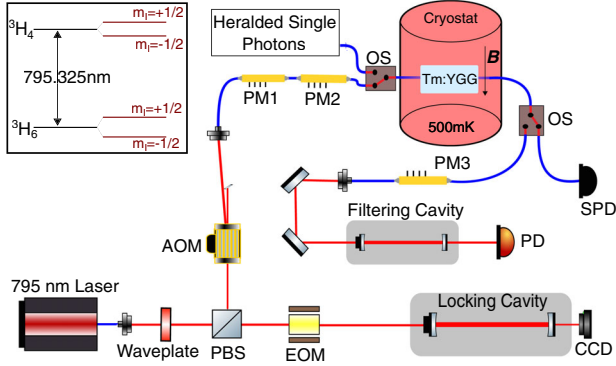 ³H₄
mᵢ=+1/2
mᵢ=-1/2
795.325nm
³H₆
mᵢ=+1/2
mᵢ=-1/2
Heralded Single
Photons
OS
Cryostat
Tm:YGG
B
500mK
PM1
PM2
OS
PM3
SPD
Filtering Cavity
PD
AOM
795 nm Laser
Waveplate
PBS
EOM
Locking Cavity
CCD